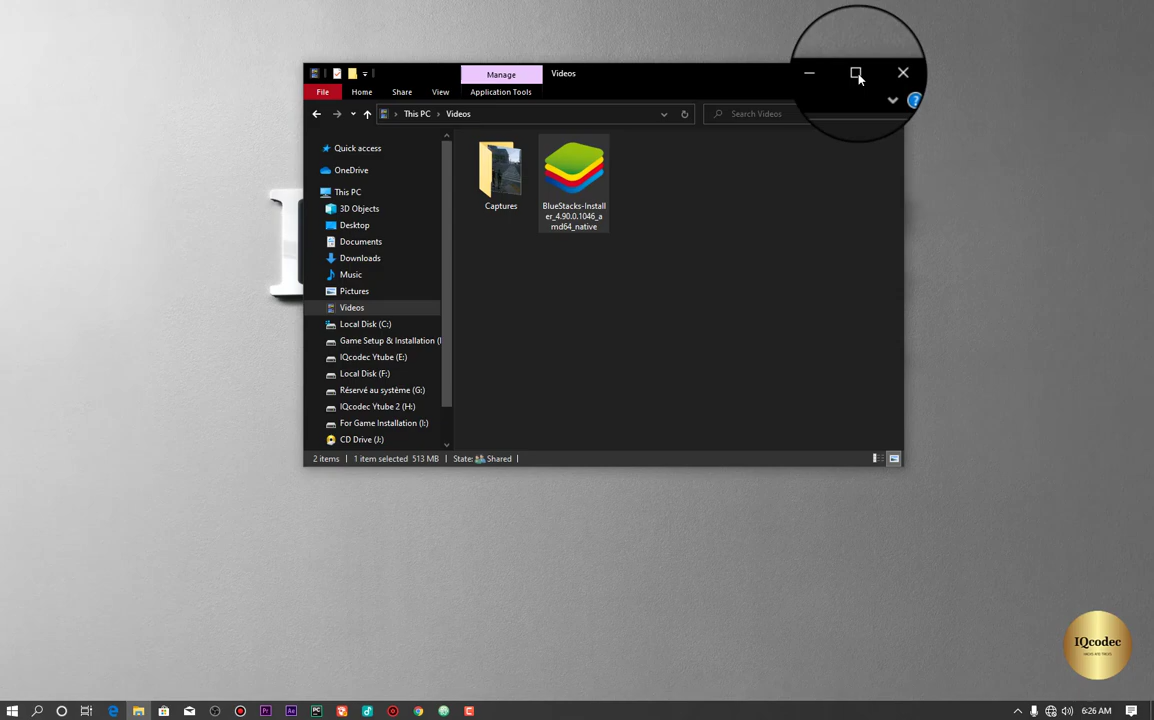 Manage
Videos
File
Home
Share
View
Application Tools
This PC
Videos
Search Videos
Quick access
OneDrive
This PC
3D Objects
Desktop
Documents
Downloads
Music
Pictures
Videos
Local Disk (C:)
Game Setup & Installation (
IQcodec Ytube (E:)
Local Disk (F:)
Réservé au système (G:)
IQcodec Ytube 2 (H:)
For Game Installation (I:)
CD Drive (J:)
Captures
BlueStacks-Install
er_4.90.0.1046_a
md64_native
2 items
1 item selected 513 MB
State: Shared
IQcodec
HACKS AND TRICKS
6:26 AM